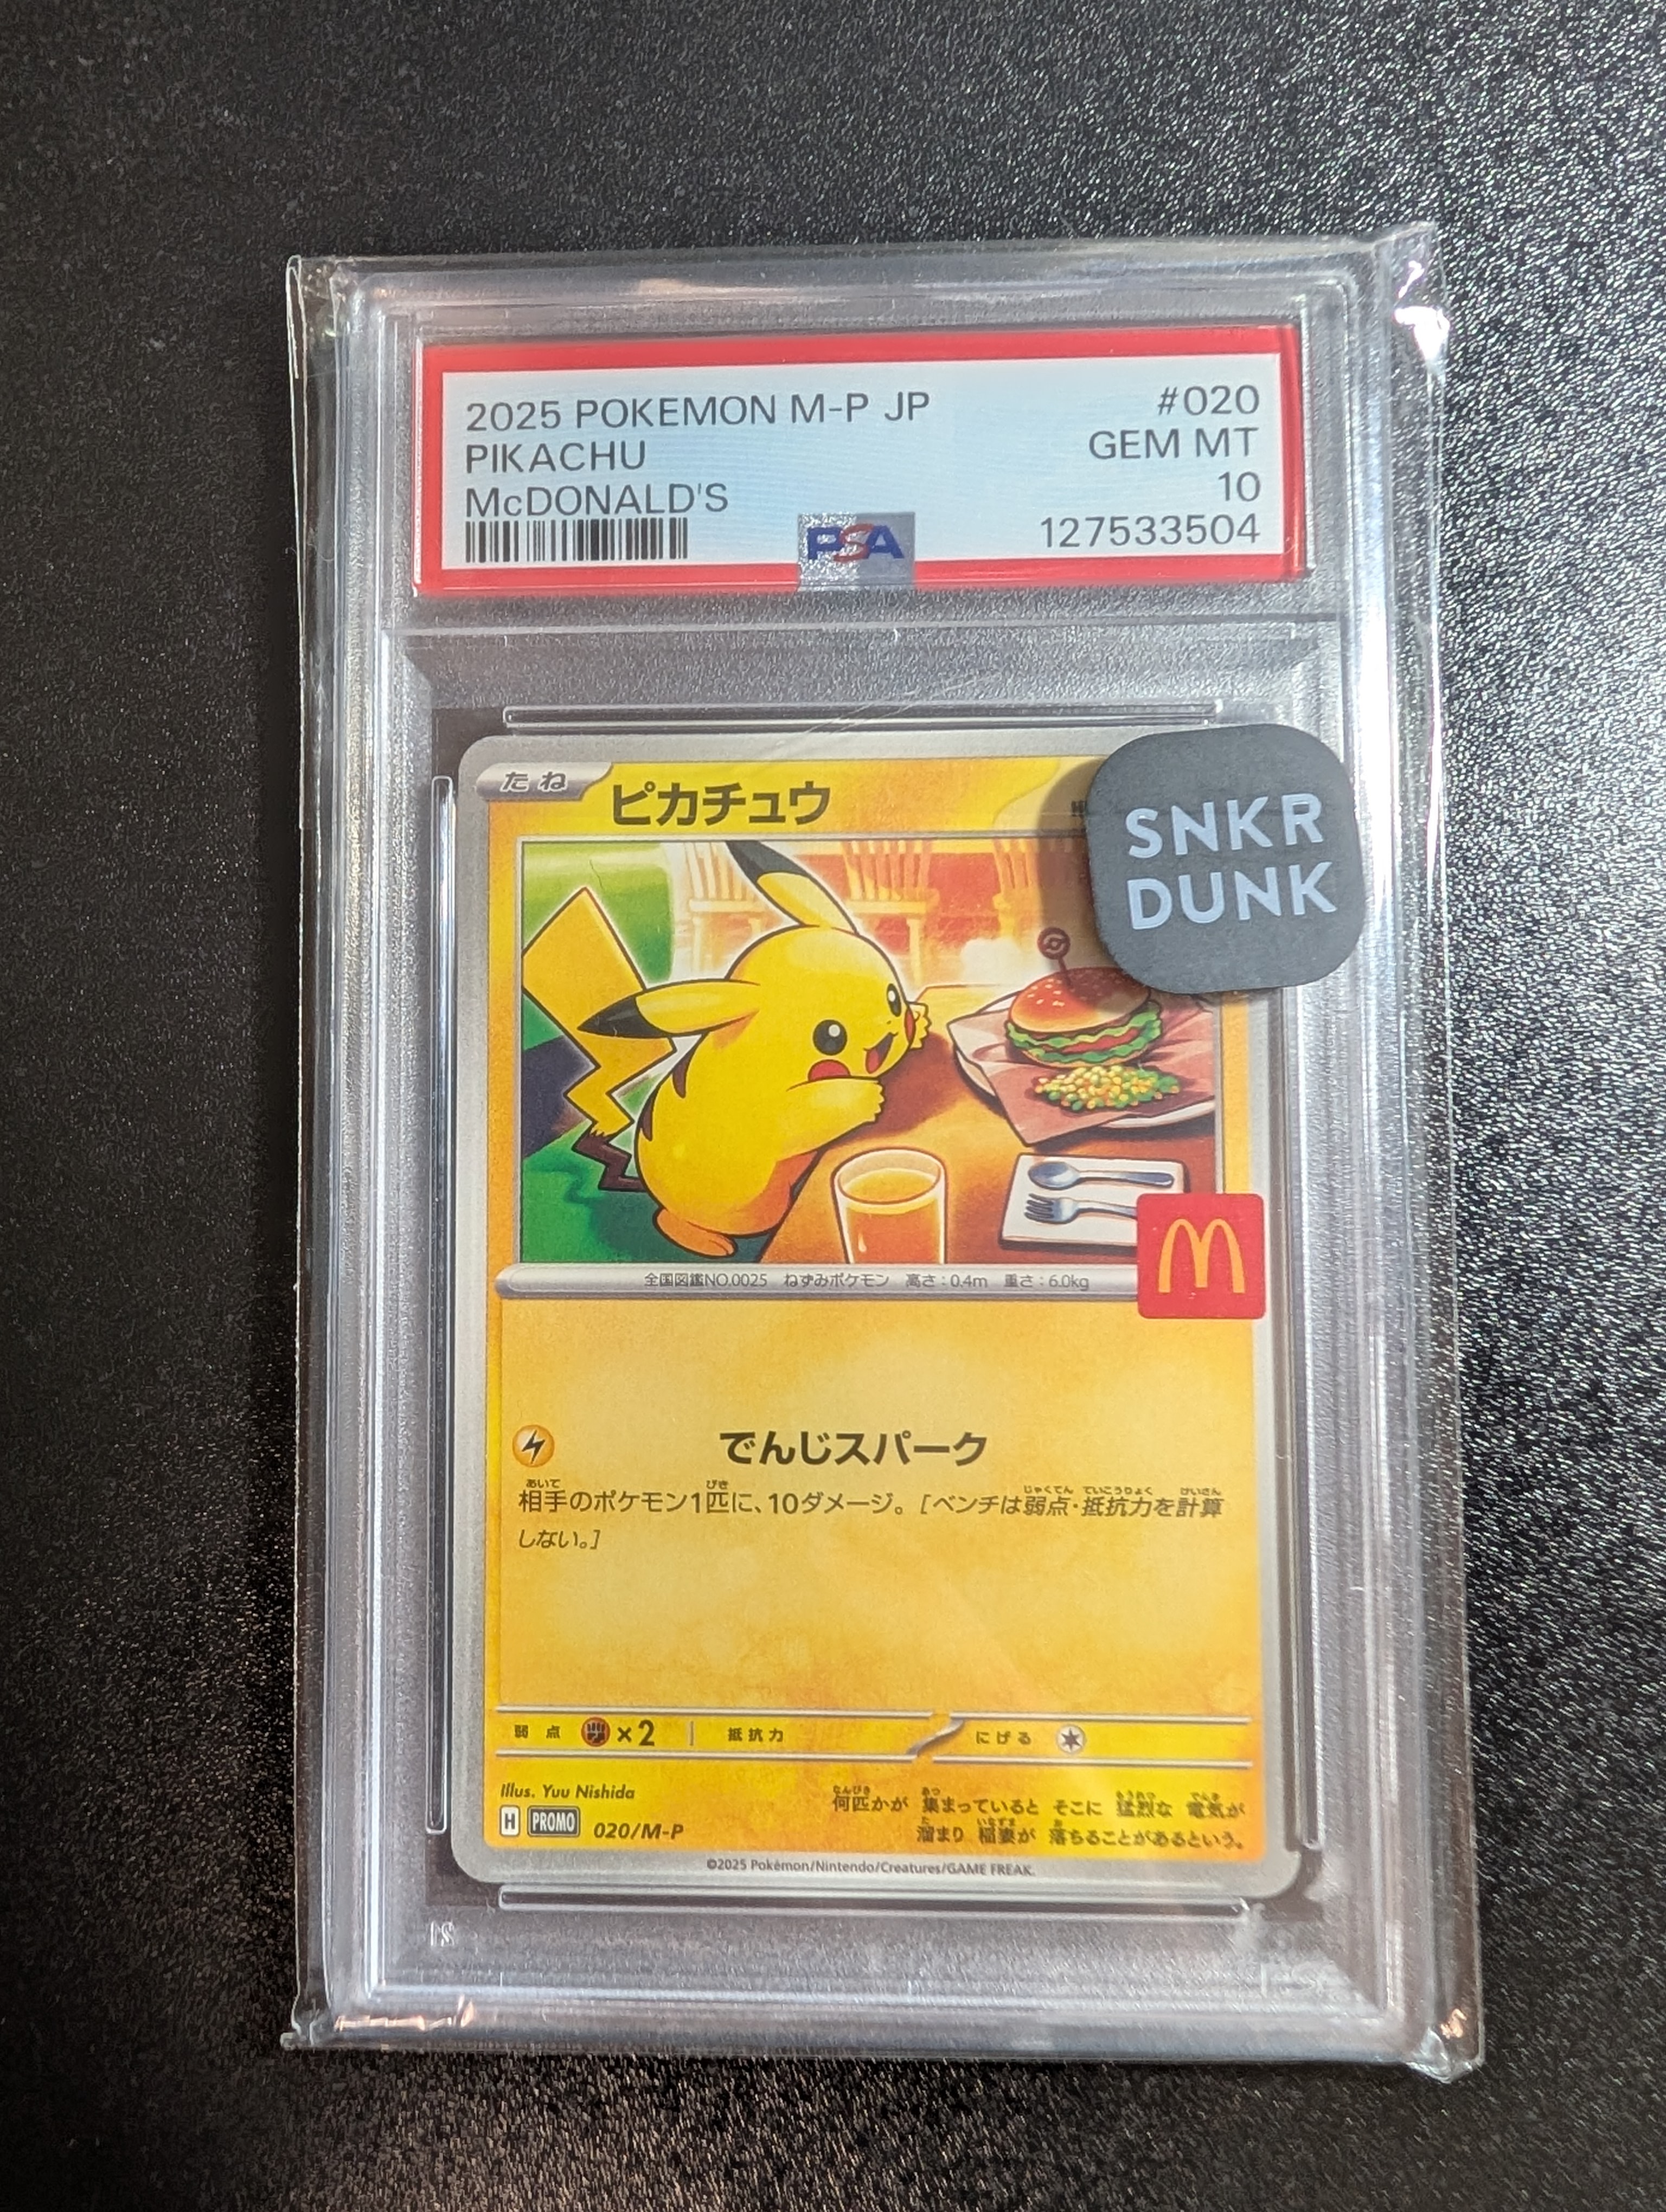 2025 POKEMON M-P JP #020
PIKACHU GEM MT
McDONALD'S 10
PSA 127533504
たね ピカチュウ
SNKR
DUNK
全国図鑑NO.0025 ねずみポケモン 高さ：0.4m 重さ：6.0kg
でんじスパーク
相手のポケモン1匹に、10ダメージ。［ベンチは弱点・抵抗力を計算
しない。］
弱点 ×2 抵抗力 にげる
Illus. Yuu Nishida
何匹かが 集まっていると そこに 猛烈な 電気が
溜まり 稲妻が 落ちることがあるという。
H PROMO 020/M-P
©2025 Pokémon/Nintendo/Creatures/GAME FREAK.